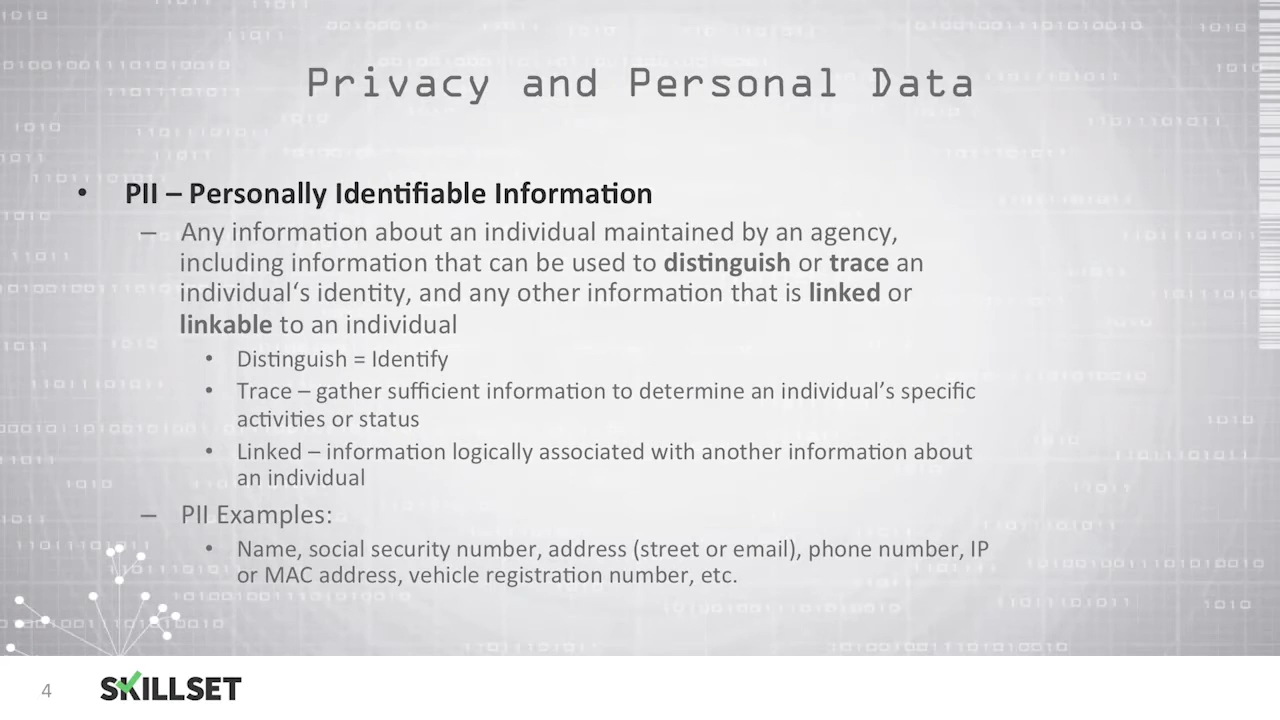 Privacy and Personal Data
• PII – Personally Identifiable Information
– Any information about an individual maintained by an agency,
including information that can be used to distinguish or trace an
individual‘s identity, and any other information that is linked or
linkable to an individual
• Distinguish = Identify
• Trace – gather sufficient information to determine an individual’s specific
activities or status
• Linked – information logically associated with another information about
an individual
– PII Examples:
• Name, social security number, address (street or email), phone number, IP
or MAC address, vehicle registration number, etc.
4
SKILLSET